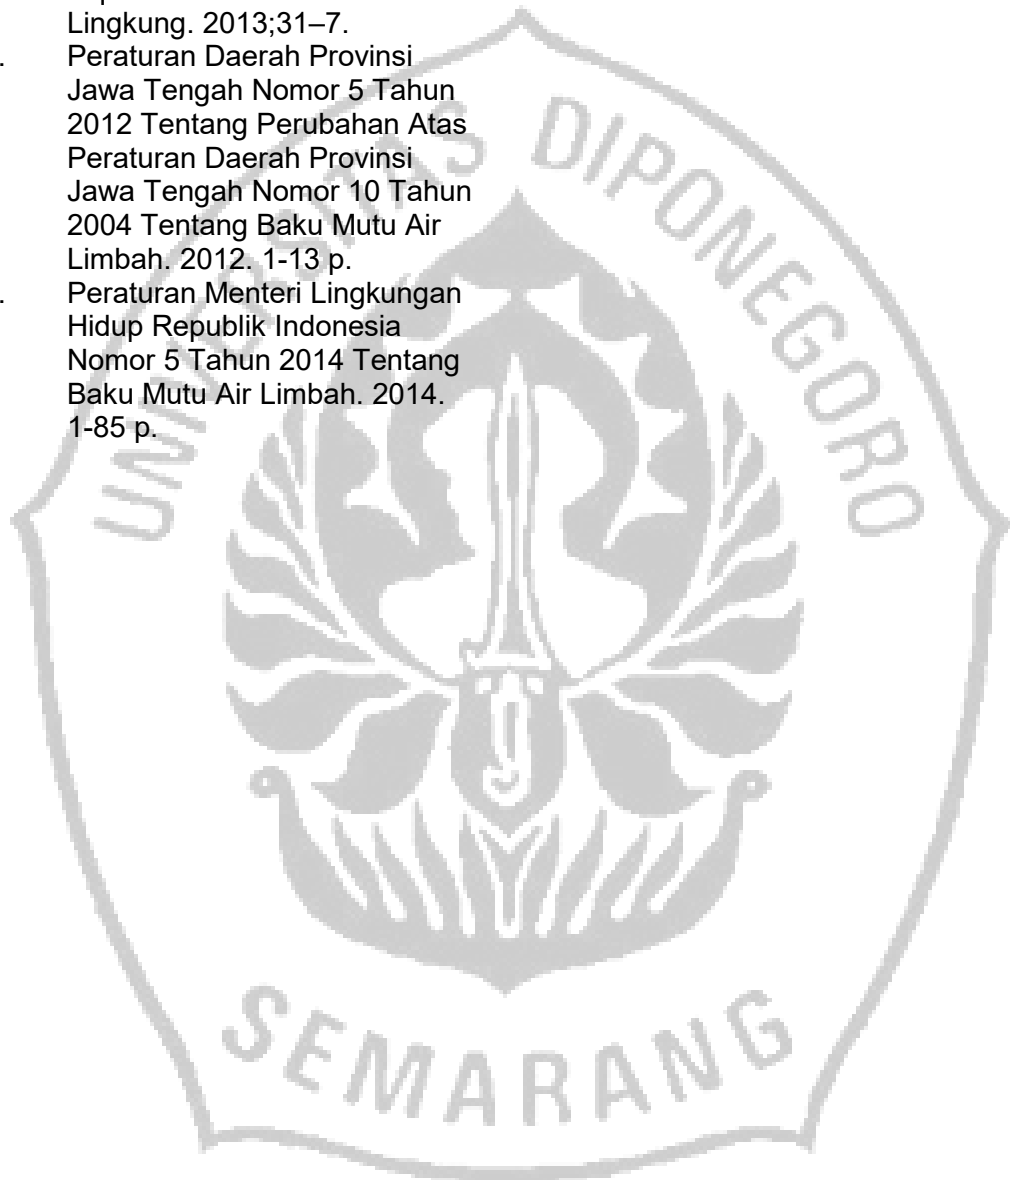 Lingkung. 2013;31–7.
. Peraturan Daerah Provinsi
Jawa Tengah Nomor 5 Tahun
2012 Tentang Perubahan Atas
Peraturan Daerah Provinsi
Jawa Tengah Nomor 10 Tahun
2004 Tentang Baku Mutu Air
Limbah. 2012. 1-13 p.
. Peraturan Menteri Lingkungan
Hidup Republik Indonesia
Nomor 5 Tahun 2014 Tentang
Baku Mutu Air Limbah. 2014.
1-85 p.
UNIVERSITAS DIPONEGORO
SEMARANG